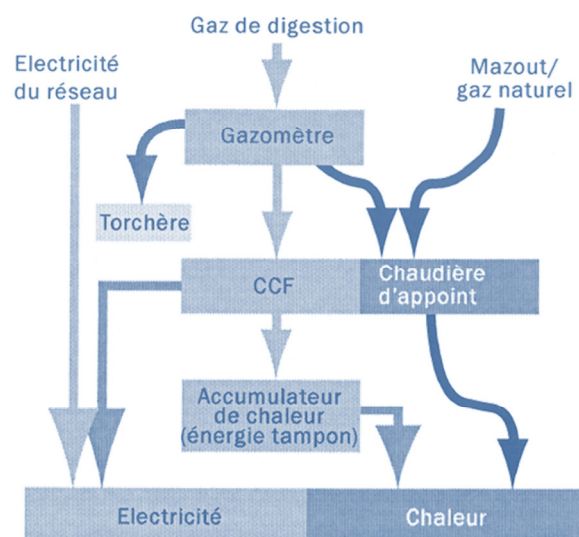 Gaz de digestion
Electricité
du réseau
Mazout/
gaz naturel
Gazomètre
Torchère
CCF
Chaudière
d'appoint
Accumulateur
de chaleur
(énergie tampon)
Electricité
Chaleur